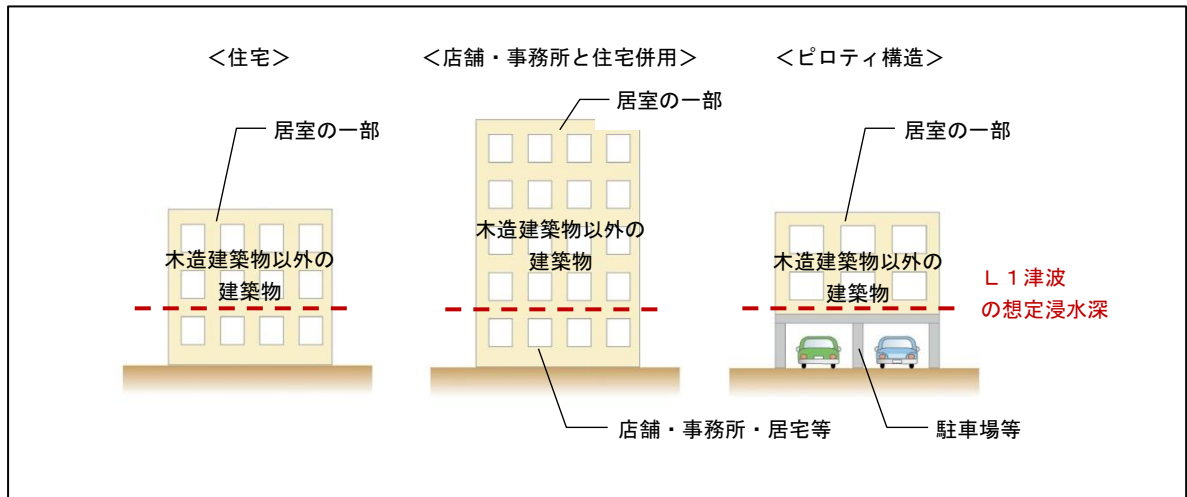 ＜住宅＞
＜店舗・事務所と住宅併用＞
＜ピロティ構造＞
居室の一部
居室の一部
居室の一部
木造建築物以外の
建築物
木造建築物以外の
建築物
木造建築物以外の
建築物
Ｌ１津波
の想定浸水深
店舗・事務所・居宅等
駐車場等